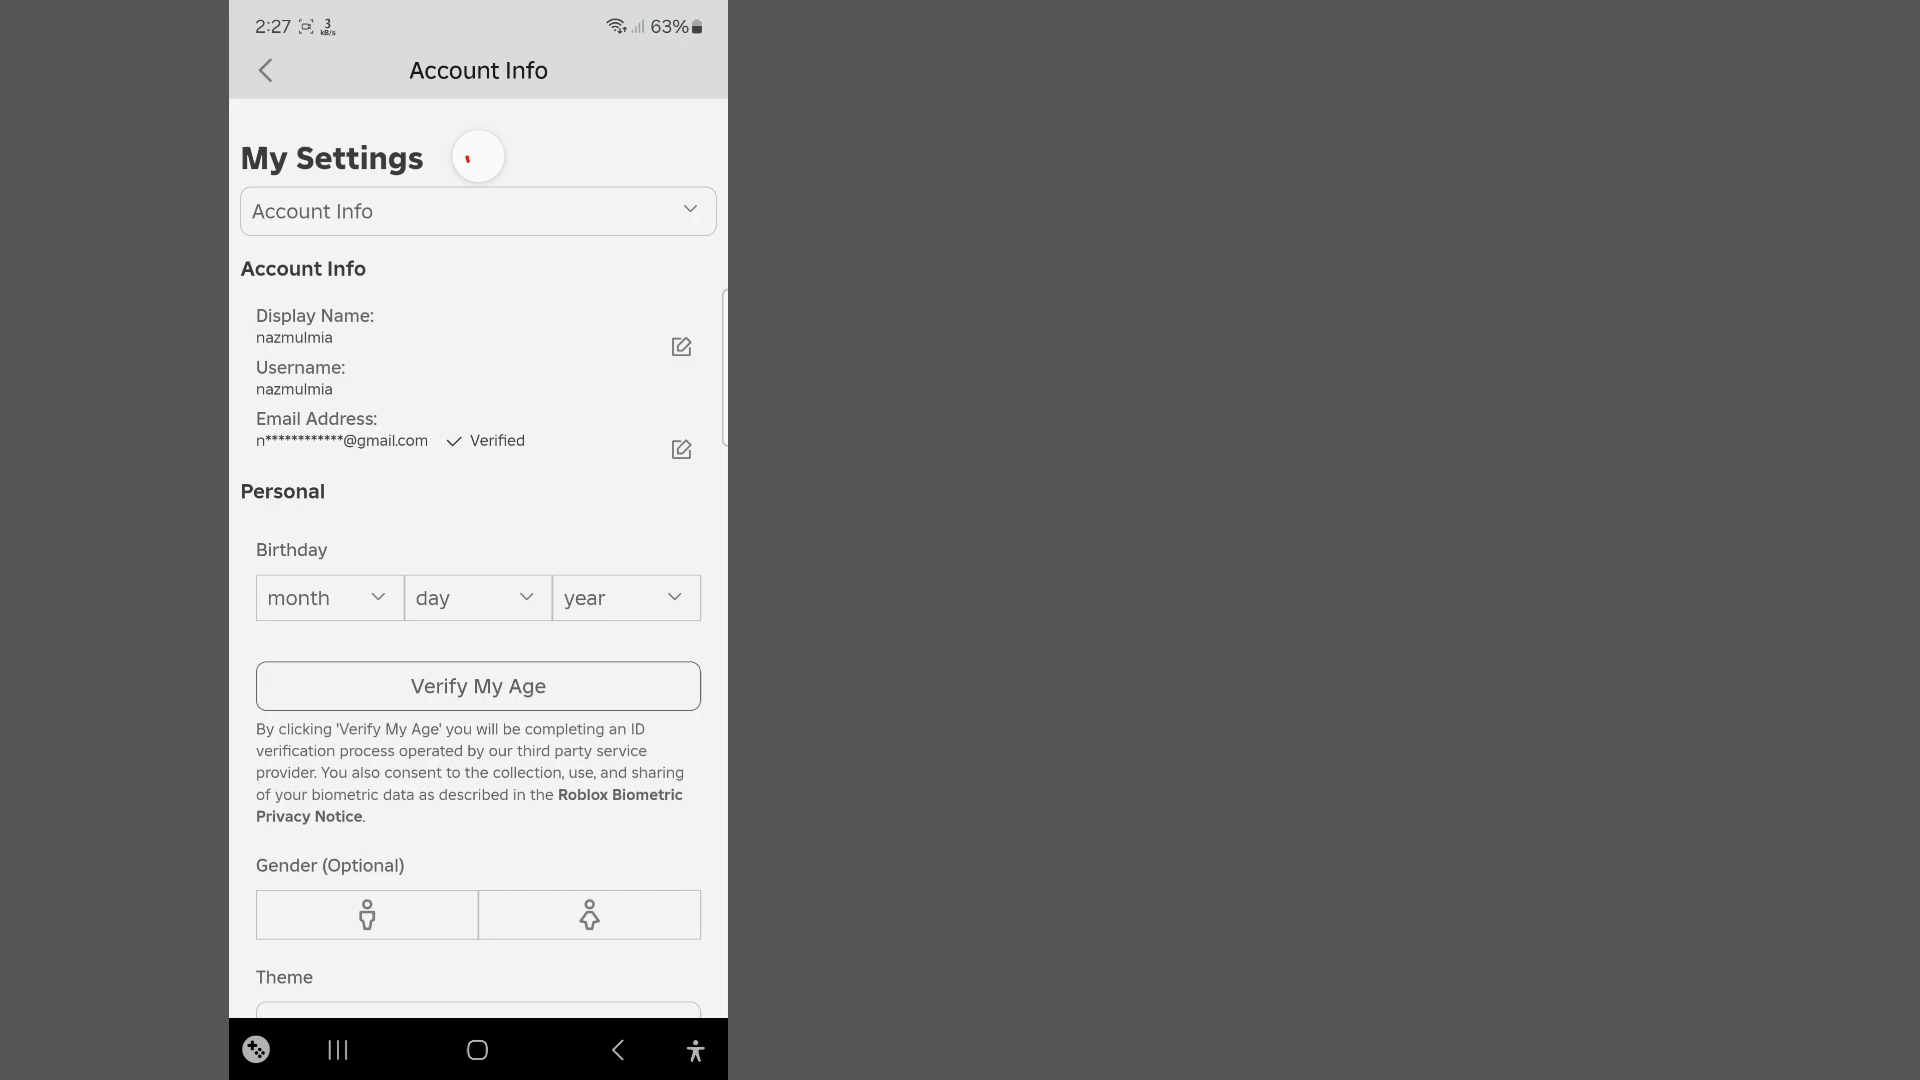 2:27 3 kB/s 63%
Account Info
My Settings
Account Info
Account Info
Display Name:
nazmulmia
Username:
nazmulmia
Email Address:
n************@gmail.com Verified
Personal
Birthday
month day year
Verify My Age
By clicking 'Verify My Age' you will be completing an ID
verification process operated by our third party service
provider. You also consent to the collection, use, and sharing
of your biometric data as described in the Roblox Biometric
Privacy Notice.
Gender (Optional)
Theme